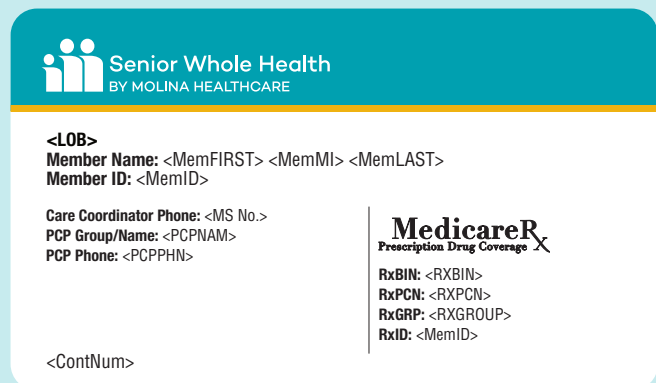 Senior Whole Health
BY MOLINA HEALTHCARE
<LOB>
Member Name: <MemFIRST> <MemMI> <MemLAST>
Member ID: <MemID>
Care Coordinator Phone: <MS No.>
PCP Group/Name: <PCPNAM>
PCP Phone: <PCPPHN>
MedicareRx
Prescription Drug Coverage
RxBIN: <RXBIN>
RxPCN: <RXPCN>
RxGRP: <RXGROUP>
RxID: <MemID>
<ContNum>